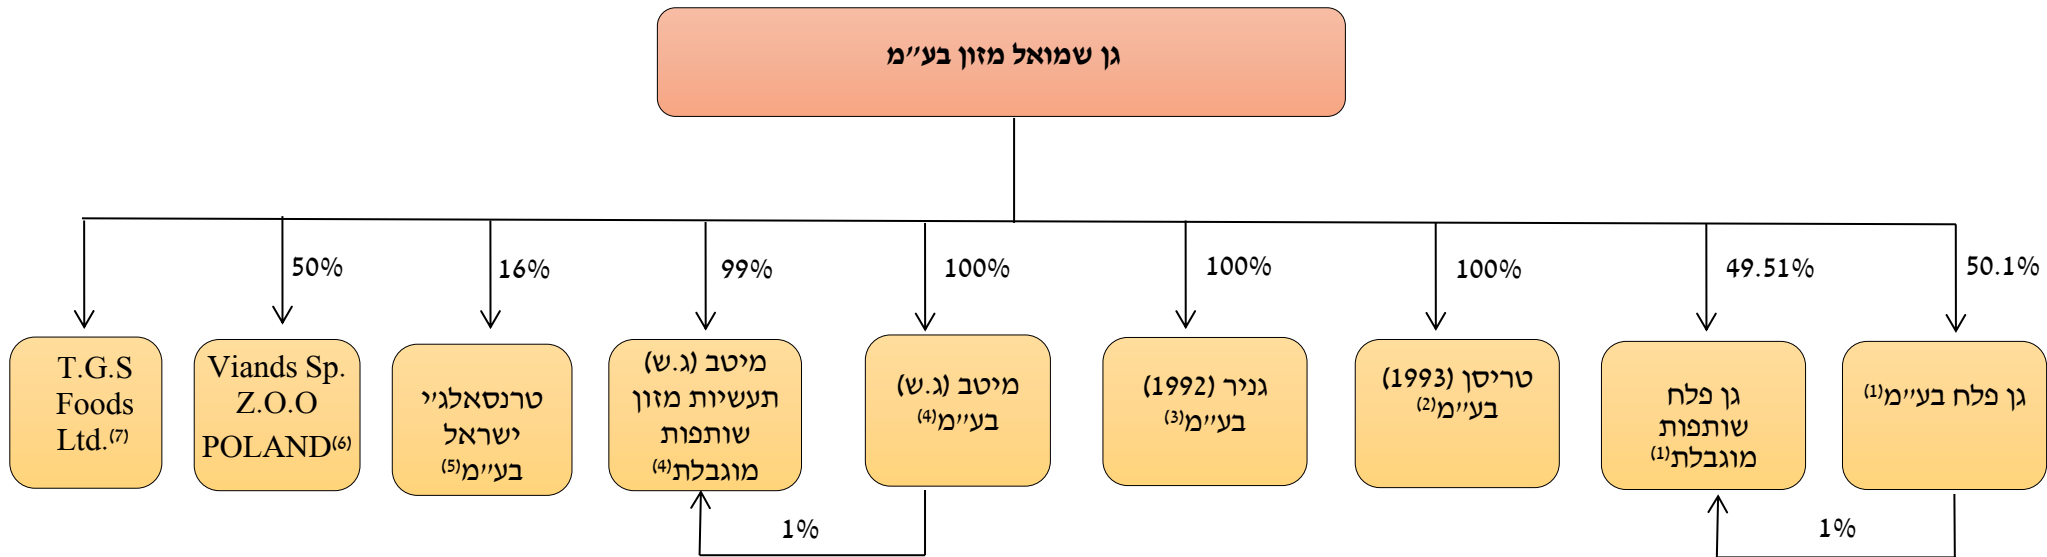 גן שמואל מזון בע"מ
50.1%
49.51%
100%
100%
100%
99%
16%
50%
גן פלח בע"מ(1)
גן פלח
שותפות
מוגבלת(1)
טריסן (1993)
בע"מ(2)
גניר (1992)
בע"מ(3)
מיטב (ג.ש)
בע"מ(4)
מיטב (ג.ש)
תעשיות מזון
שותפות
מוגבלת(4)
טרנסאלג'י
ישראל
בע"מ(5)
Viands Sp.
Z.O.O
POLAND(6)
T.G.S
Foods
Ltd.(7)
1%
1%